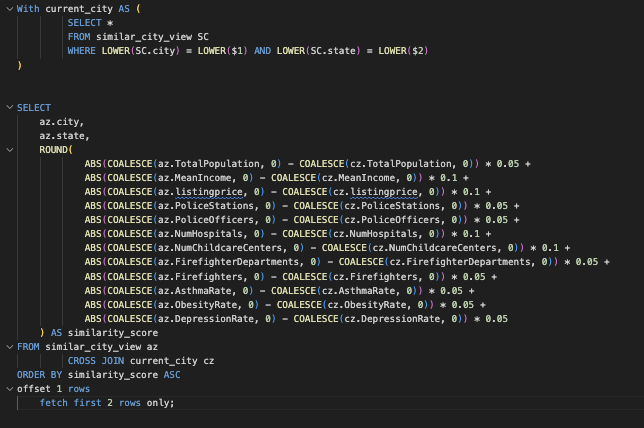 With current_city AS (
SELECT *
FROM similar_city_view SC
WHERE LOWER(SC.city) = LOWER($1) AND LOWER(SC.state) = LOWER($2)
)
SELECT
az.city,
az.state,
ROUND(
ABS(COALESCE(az.TotalPopulation, 0) - COALESCE(cz.TotalPopulation, 0)) * 0.05 +
ABS(COALESCE(az.MeanIncome, 0) - COALESCE(cz.MeanIncome, 0)) * 0.1 +
ABS(COALESCE(az.listingprice, 0) - COALESCE(cz.listingprice, 0)) * 0.1 +
ABS(COALESCE(az.PoliceStations, 0) - COALESCE(cz.PoliceStations, 0)) * 0.05 +
ABS(COALESCE(az.PoliceOfficers, 0) - COALESCE(cz.PoliceOfficers, 0)) * 0.05 +
ABS(COALESCE(az.NumHospitals, 0) - COALESCE(cz.NumHospitals, 0)) * 0.1 +
ABS(COALESCE(az.NumChildcareCenters, 0) - COALESCE(cz.NumChildcareCenters, 0)) * 0.1 +
ABS(COALESCE(az.FirefighterDepartments, 0) - COALESCE(cz.FirefighterDepartments, 0)) * 0.05 +
ABS(COALESCE(az.Firefighters, 0) - COALESCE(cz.Firefighters, 0)) * 0.05 +
ABS(COALESCE(az.AsthmaRate, 0) - COALESCE(cz.AsthmaRate, 0)) * 0.05 +
ABS(COALESCE(az.ObesityRate, 0) - COALESCE(cz.ObesityRate, 0)) * 0.05 +
ABS(COALESCE(az.DepressionRate, 0) - COALESCE(cz.DepressionRate, 0)) * 0.05
) AS similarity_score
FROM similar_city_view az
CROSS JOIN current_city cz
ORDER BY similarity_score ASC
offset 1 rows
fetch first 2 rows only;